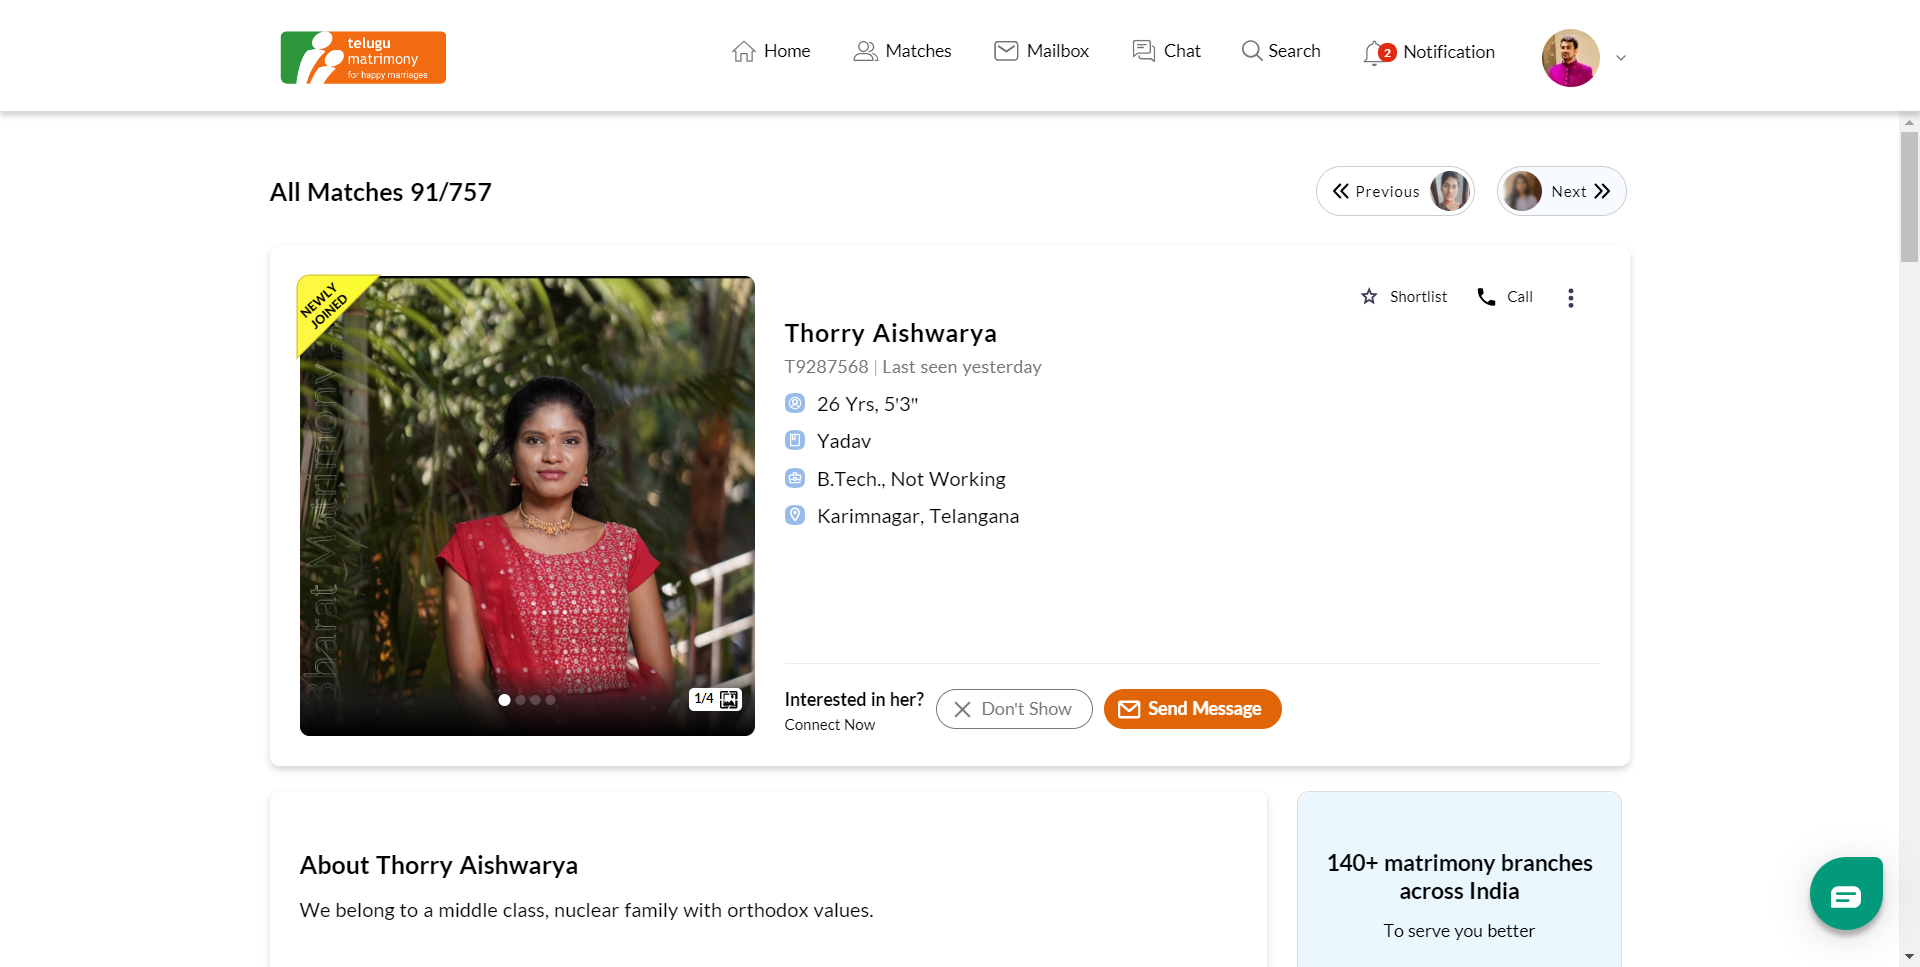 telugu
matrimony
for happy marriages
Home
Matches
Mailbox
Chat
Search
2
Notification
All Matches 91/757
Previous
Next
NEWLY
JOINED
Bharat Matrimony
1/4
Shortlist
Call
Thorry Aishwarya
T9287568 | Last seen yesterday
26 Yrs, 5'3"
Yadav
B.Tech., Not Working
Karimnagar, Telangana
Interested in her?
Connect Now
Don't Show
Send Message
About Thorry Aishwarya
We belong to a middle class, nuclear family with orthodox values.
140+ matrimony branches
across India
To serve you better